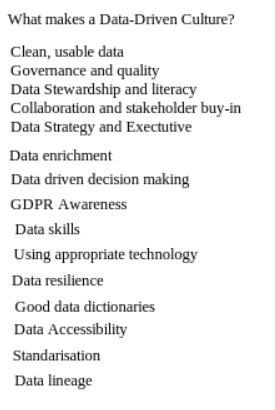 What makes a Data-Driven Culture?
Clean, usable data
Governance and quality
Data Stewardship and literacy
Collaboration and stakeholder buy-in
Data Strategy and Exectutive
Data enrichment
Data driven decision making
GDPR Awareness
Data skills
Using appropriate technology
Data resilience
Good data dictionaries
Data Accessibility
Standarisation
Data lineage